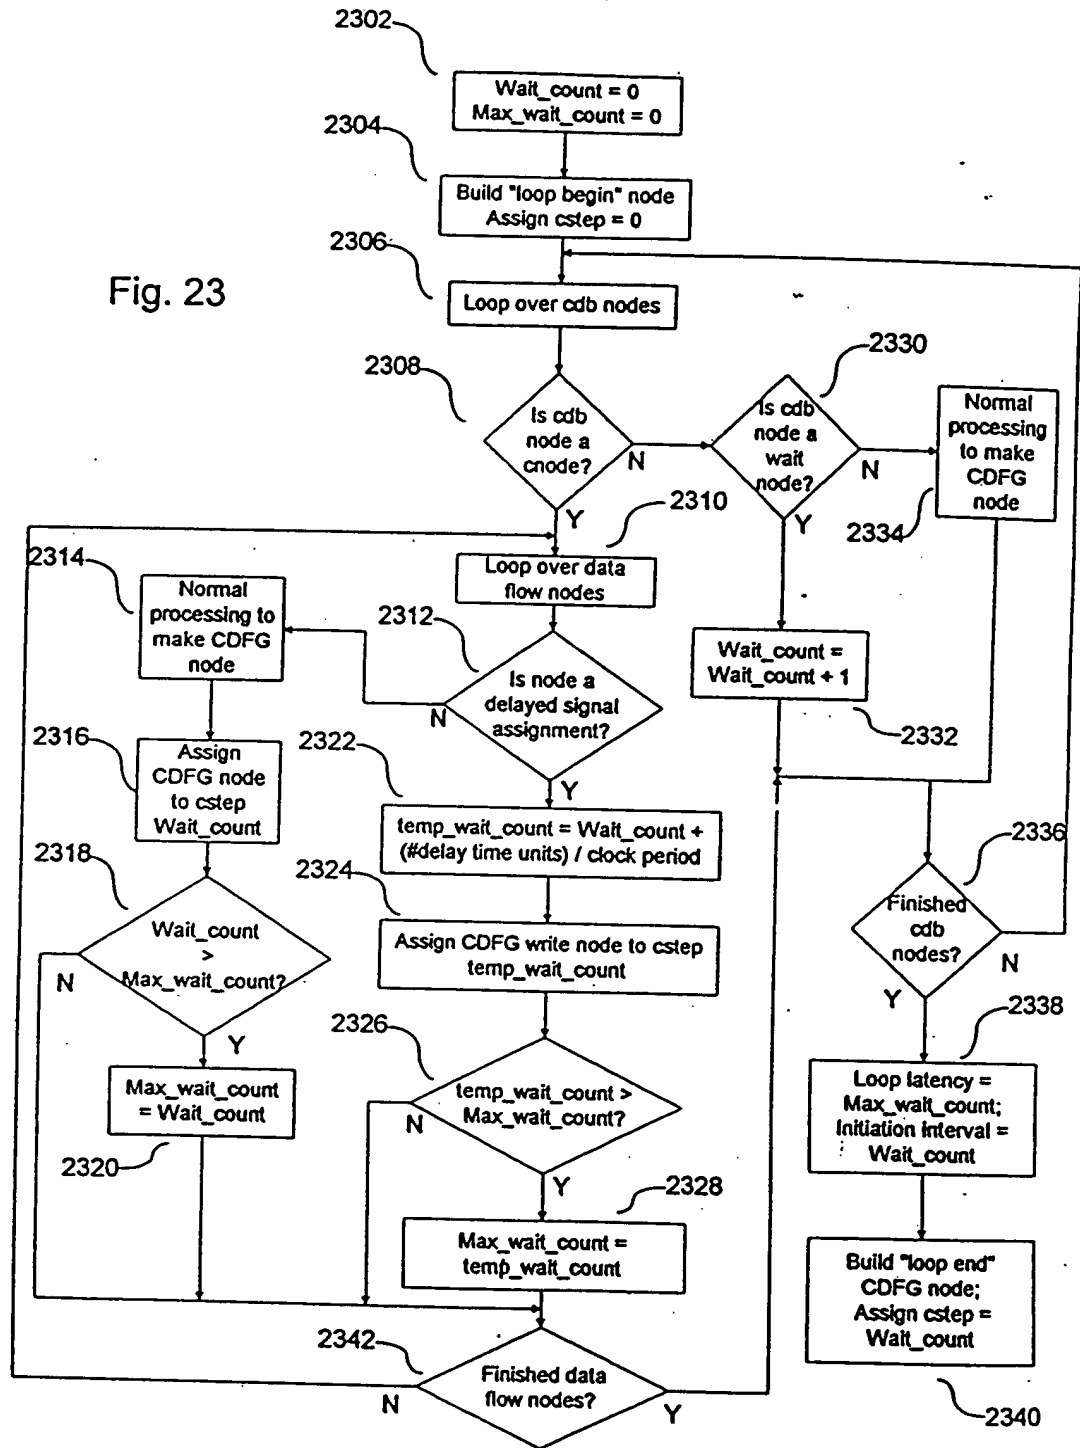 2302
Wait_count = 0
Max_wait_count = 0
2304
Build "loop begin" node
Assign cstep = 0
2306
Fig. 23
Loop over cdb nodes
2308
Is cdb
node a
cnode?
N
Y
2330
Is cdb
node a
wait
node?
N
Y
Normal
processing
to make
CDFG
node
2334
2310
Loop over data
flow nodes
2314
Normal
processing to
make CDFG
node
2312
Is node a
delayed signal
assignment?
N
Y
Wait_count =
Wait_count + 1
2332
2316
Assign
CDFG node
to cstep
Wait_count
2322
temp_wait_count = Wait_count +
(#delay time units) / clock period
2318
Wait_count
>
Max_wait_count?
N
Y
2324
Assign CDFG write node to cstep
temp_wait_count
2336
Finished
cdb
nodes?
N
Y
2326
temp_wait_count >
Max_wait_count?
N
Y
2338
Loop latency =
Max_wait_count;
Initiation interval =
Wait_count
Max_wait_count
= Wait_count
2320
2328
Max_wait_count =
temp_wait_count
Build "loop end"
CDFG node;
Assign cstep =
Wait_count
2340
2342
Finished data
flow nodes?
N
Y